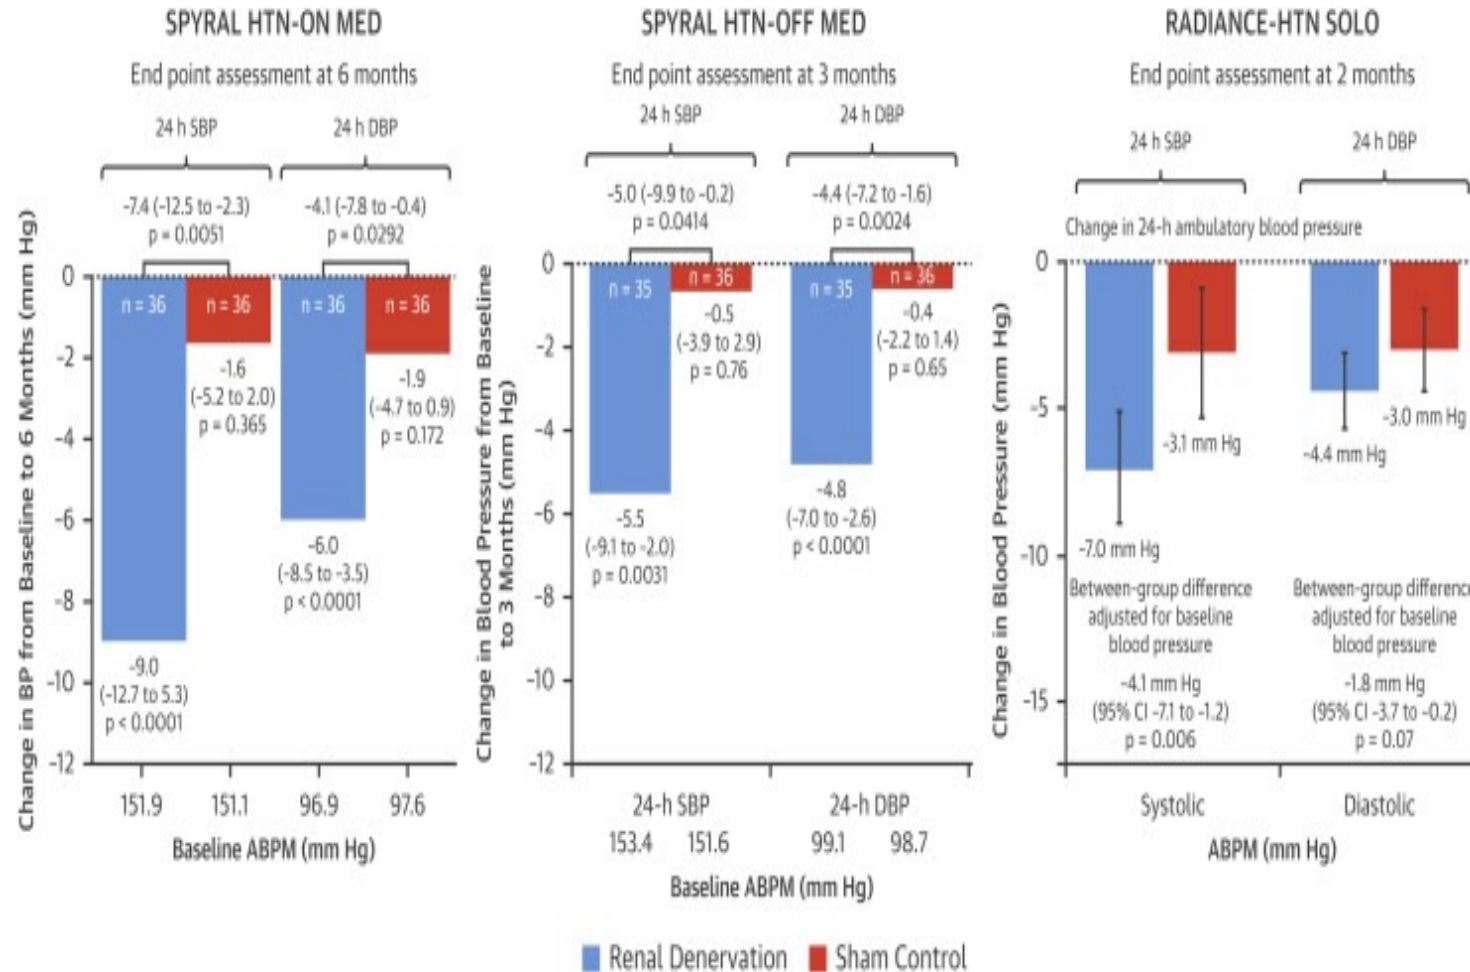 SPYRAL HTN-ON MED
End point assessment at 6 months
24 h SBP
24 h DBP
-7.4 (-12.5 to -2.3)
p = 0.0051
-4.1 (-7.8 to -0.4)
p = 0.0292
Change in BP from Baseline to 6 Months (mm Hg)
0
-2
-4
-6
-8
-10
-12
n = 36
n = 36
n = 36
n = 36
-1.6
(-5.2 to 2.0)
p = 0.365
-1.9
(-4.7 to 0.9)
p = 0.172
-6.0
(-8.5 to -3.5)
p < 0.0001
-9.0
(-12.7 to 5.3)
p < 0.0001
151.9
151.1
96.9
97.6
Baseline ABPM (mm Hg)
SPYRAL HTN-OFF MED
End point assessment at 3 months
24 h SBP
24 h DBP
-5.0 (-9.9 to -0.2)
p = 0.0414
-4.4 (-7.2 to -1.6)
p = 0.0024
Change in Blood Pressure from Baseline
to 3 Months (mm Hg)
0
-2
-4
-6
-8
-10
-12
n = 35
n = 36
n = 35
n = 36
-0.5
(-3.9 to 2.9)
p = 0.76
-0.4
(-2.2 to 1.4)
p = 0.65
-5.5
(-9.1 to -2.0)
p = 0.0031
-4.8
(-7.0 to -2.6)
p < 0.0001
24-h SBP
24-h DBP
153.4
151.6
99.1
98.7
Baseline ABPM (mm Hg)
RADIANCE-HTN SOLO
End point assessment at 2 months
24 h SBP
24 h DBP
Change in 24-h ambulatory blood pressure
Change in Blood Pressure (mm Hg)
0
-5
-10
-15
-3.1 mm Hg
-3.0 mm Hg
-4.4 mm Hg
-7.0 mm Hg
Between-group difference
adjusted for baseline
blood pressure
-4.1 mm Hg
(95% CI -7.1 to -1.2)
p = 0.006
Between-group difference
adjusted for baseline
blood pressure
-1.8 mm Hg
(95% CI -3.7 to -0.2)
p = 0.07
Systolic
Diastolic
ABPM (mm Hg)
Renal Denervation
Sham Control